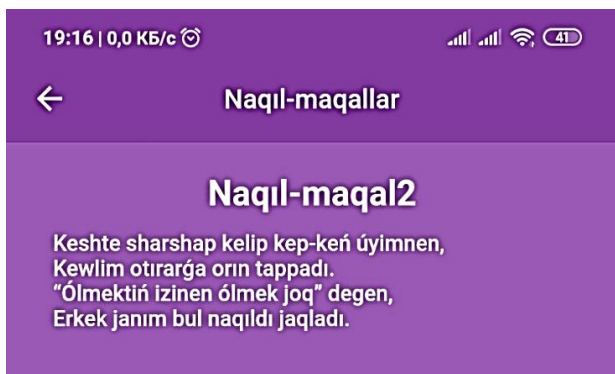 19:16 | 0,0 КБ/с
41
Naqıl-maqallar
Naqıl-maqal2
Keshte sharshap kelip kep-keń úyimnen,
Kewlim otırarǵa orın tappadı.
“Ólmektiń izinen ólmek joq” degen,
Erkek janım bul naqıldı jaqladı.